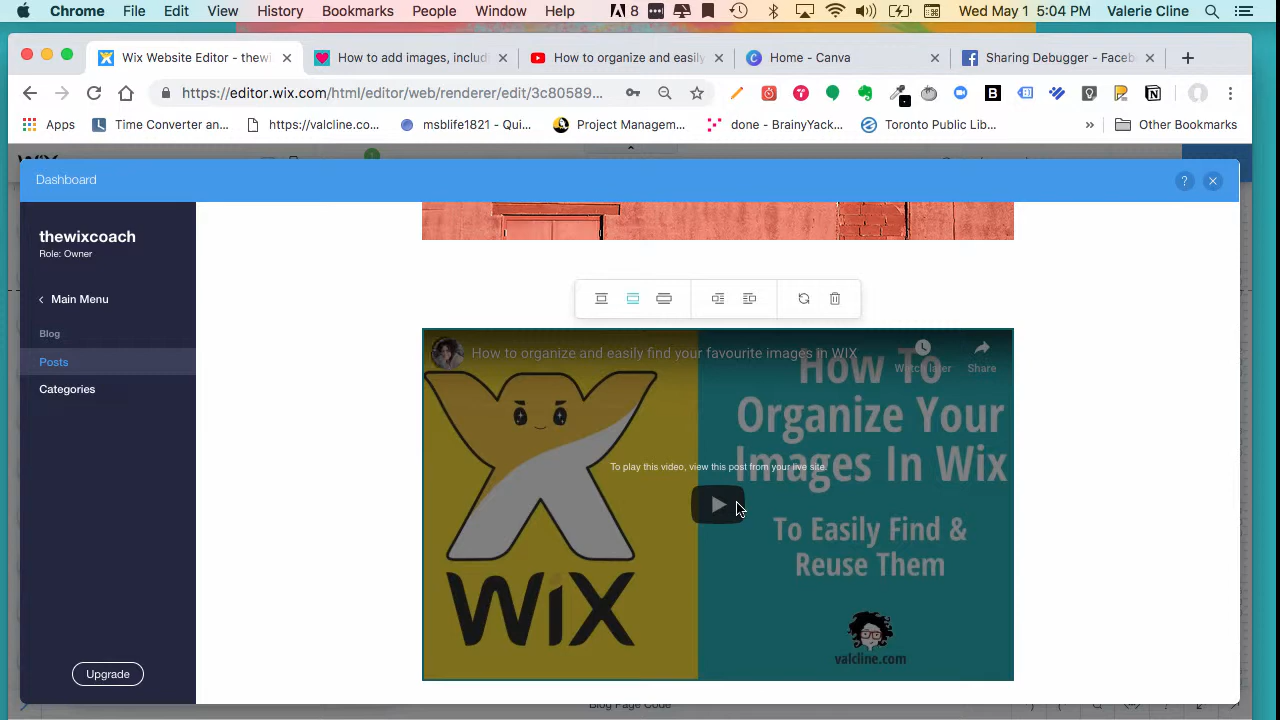 Chrome File Edit View History Bookmarks People Window Help 8 Wed May 1 5:04 PM Valerie Cline
Wix Website Editor - thewi × How to add images, includi × How to organize and easily × Home - Canva × Sharing Debugger - Faceb × +
https://editor.wix.com/html/editor/web/renderer/edit/3c80589...
Apps Time Converter an... https://valcline.co... msblife1821 - Qui... Project Managem... done - BrainyYack... Toronto Public Lib... » Other Bookmarks
WiX
Dashboard ? ×
thewixcoach
Role: Owner
Main Menu
Blog
Posts
Categories
Upgrade
How to organize and easily find your favourite images in WIX
Watch later Share
To play this video, view this post from your live site.
How To
Organize Your
Images In Wix
To Easily Find &
Reuse Them
WiX
valcline.com
Blog Page Code